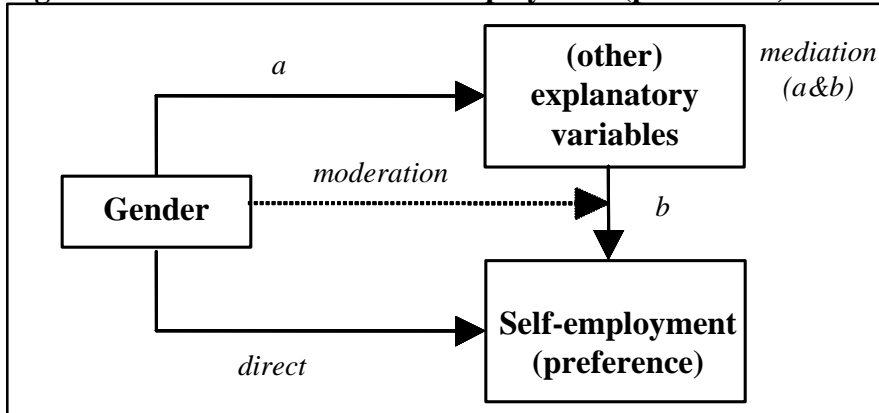 (other)
explanatory
variables
mediation
(a&b)
a
moderation
Gender
b
Self-employment
(preference)
direct